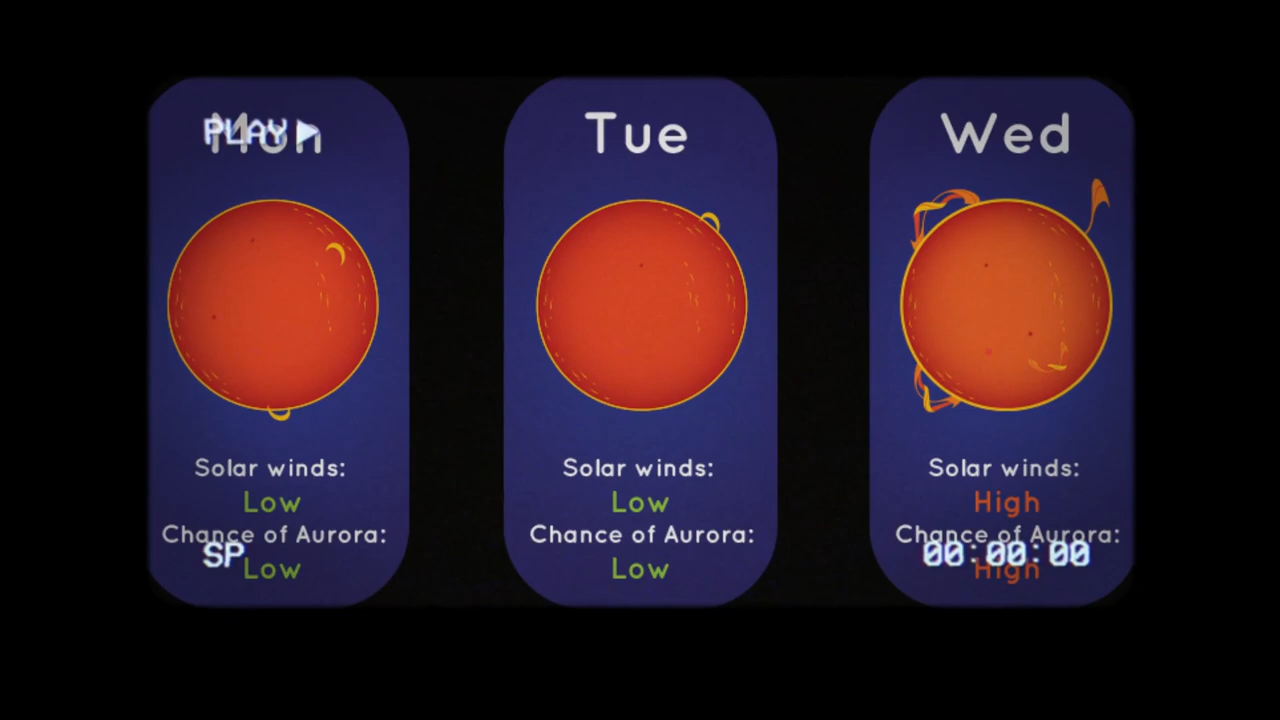 PLAY
Mon
Tue
Wed
Solar winds:
Low
Chance of Aurora:
Low
Solar winds:
Low
Chance of Aurora:
Low
Solar winds:
High
Chance of Aurora:
High
SP
00:00:00